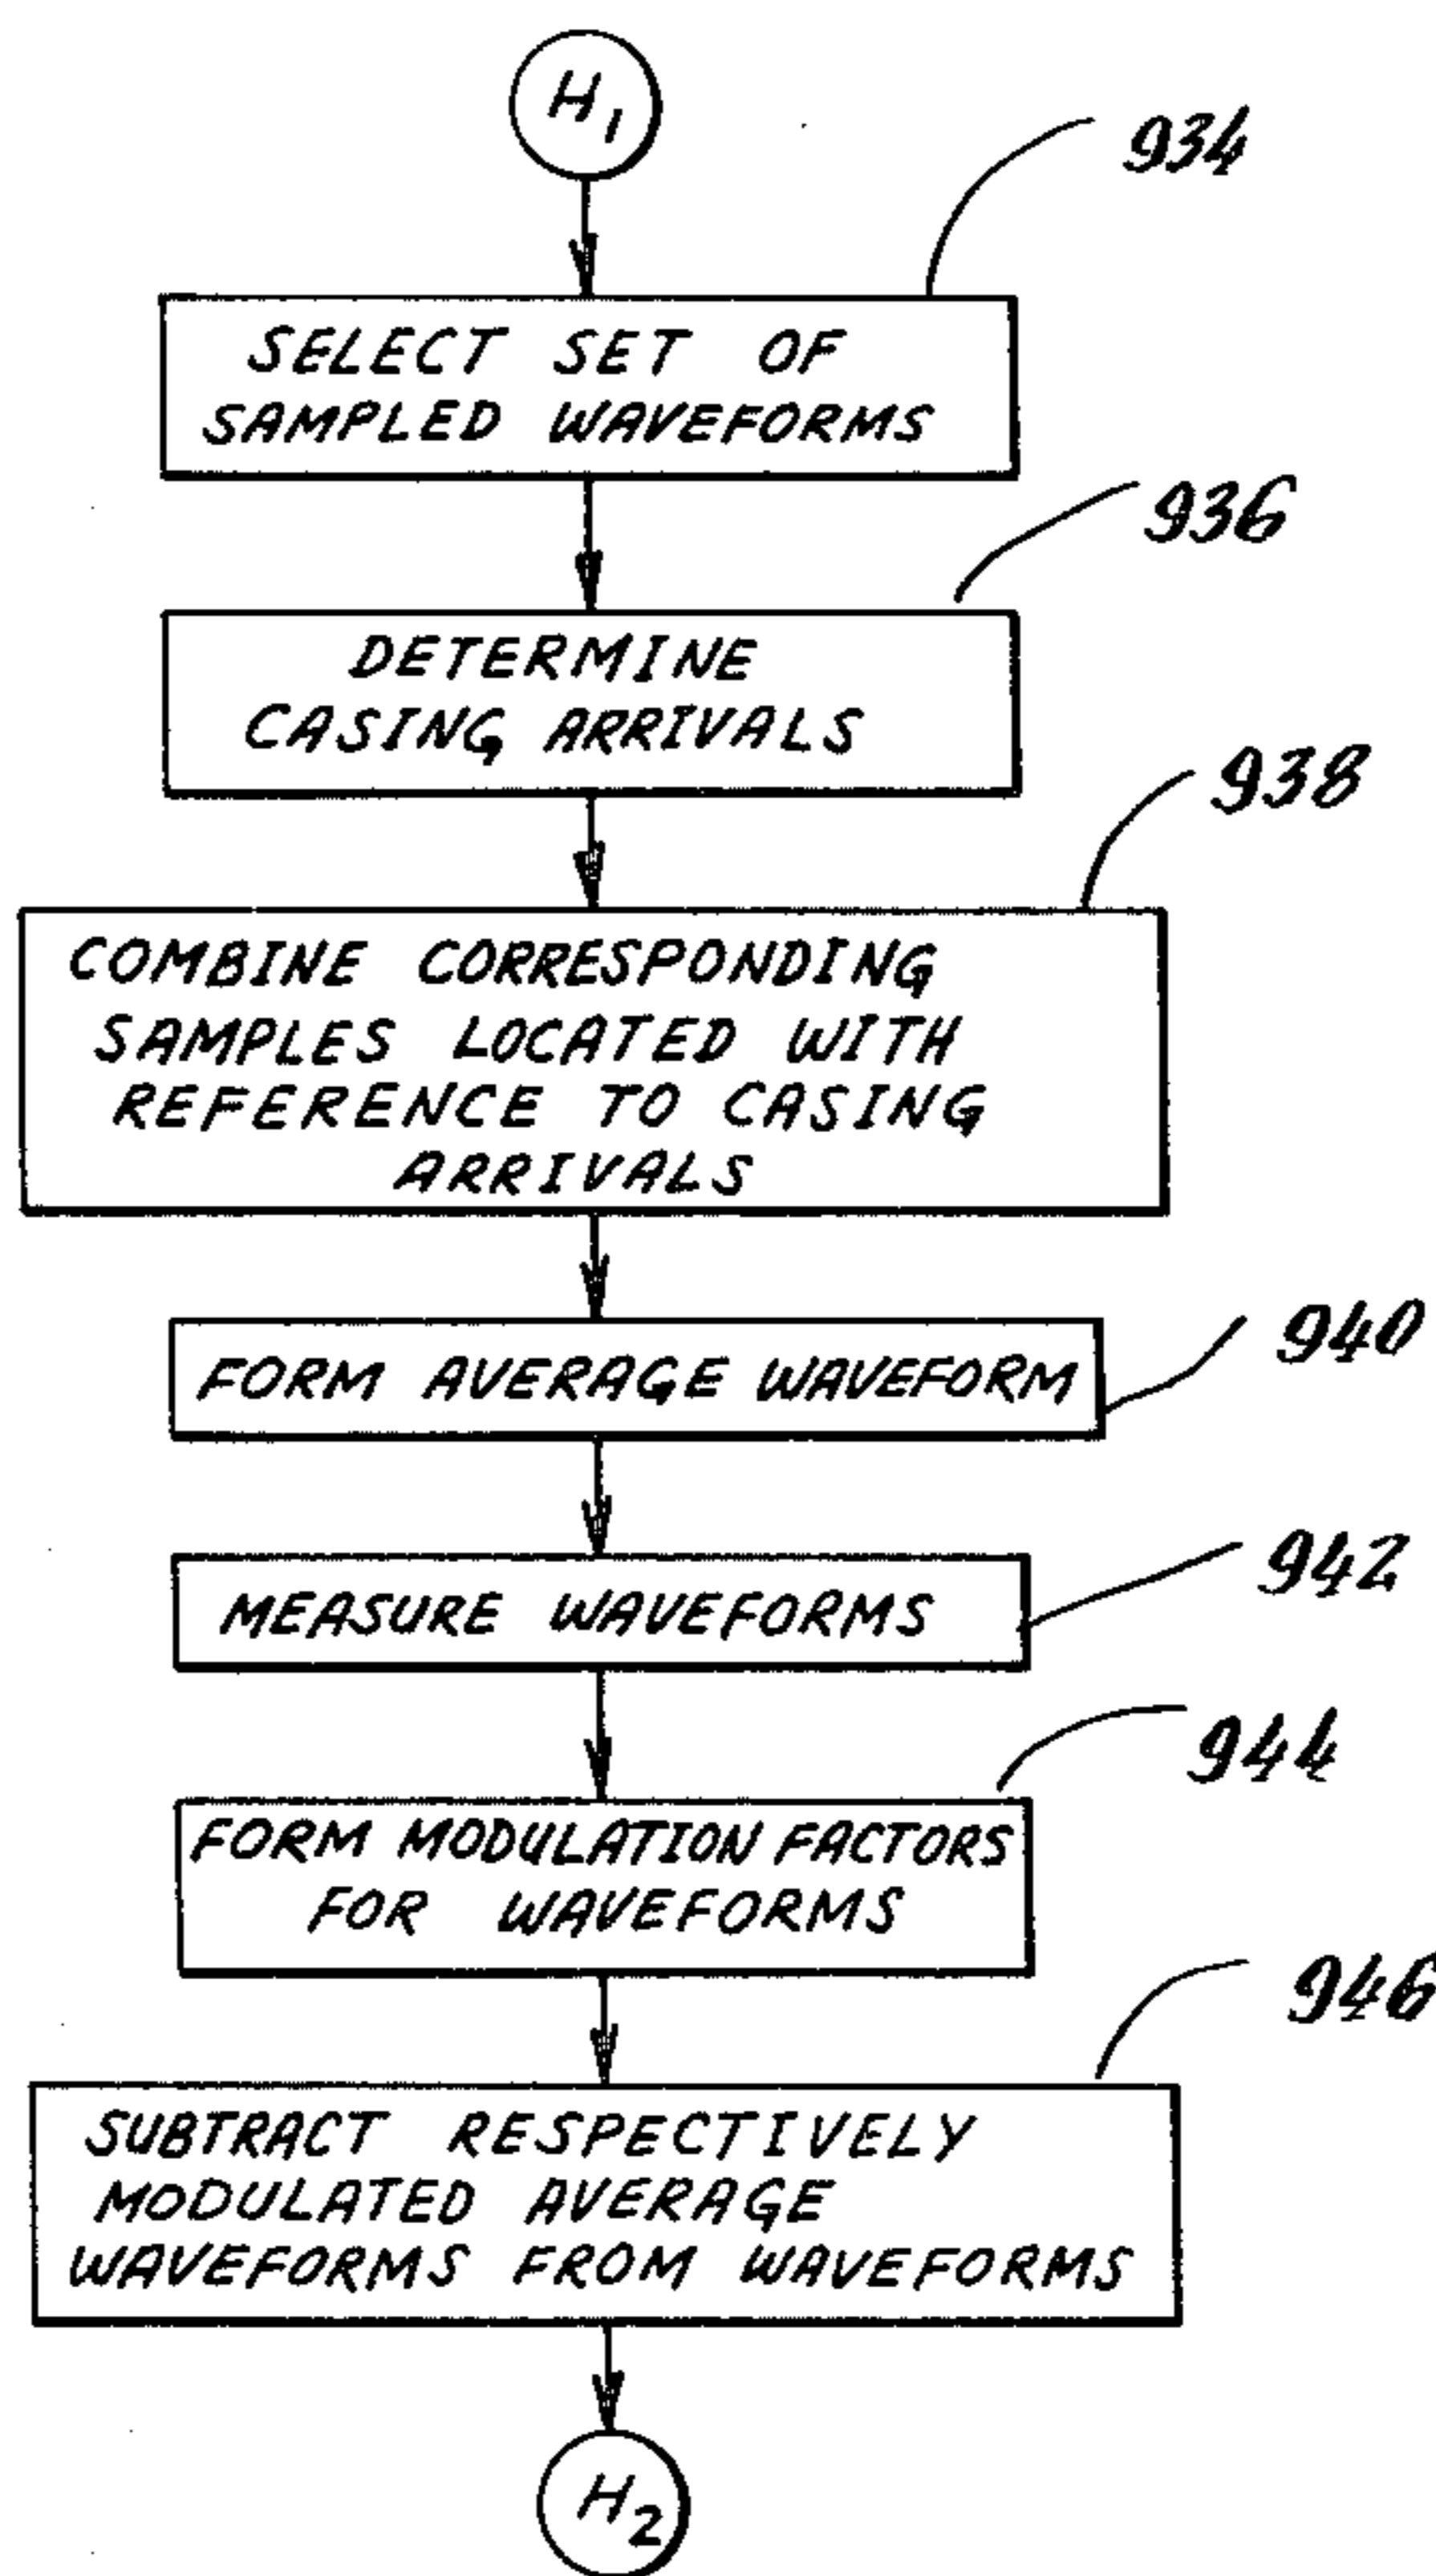 H1
934
SELECT SET OF
SAMPLED WAVEFORMS
936
DETERMINE
CASING ARRIVALS
938
COMBINE CORRESPONDING
SAMPLES LOCATED WITH
REFERENCE TO CASING
ARRIVALS
940
FORM AVERAGE WAVEFORM
942
MEASURE WAVEFORMS
944
FORM MODULATION FACTORS
FOR WAVEFORMS
946
SUBTRACT RESPECTIVELY
MODULATED AVERAGE
WAVEFORMS FROM WAVEFORMS
H2